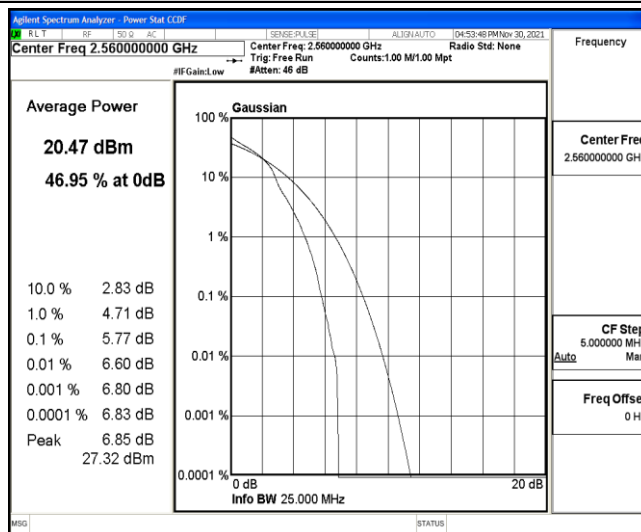 Agilent Spectrum Analyzer - Power Stat CCDF
RLT RF 50 Ω AC SENSE:PULSE ALIGNAUTO 04:53:48 PM Nov 30, 2021
Center Freq 2.560000000 GHz
Center Freq: 2.560000000 GHz Radio Std: None
Trig: Free Run Counts:1.00 M/1.00 Mpt
#IFGain:Low #Atten: 46 dB
Frequency
Average Power
20.47 dBm
46.95 % at 0dB
10.0 % 2.83 dB
1.0 % 4.71 dB
0.1 % 5.77 dB
0.01 % 6.60 dB
0.001 % 6.80 dB
0.0001 % 6.83 dB
Peak 6.85 dB
27.32 dBm
Gaussian
100 %
10 %
1 %
0.1 %
0.01 %
0.001 %
0.0001 %
0 dB 20 dB
Info BW 25.000 MHz
Center Fre
2.560000000 GH
CF Step
5.000000 MH
Auto Ma
Freq Offse
0 H
MSG STATUS